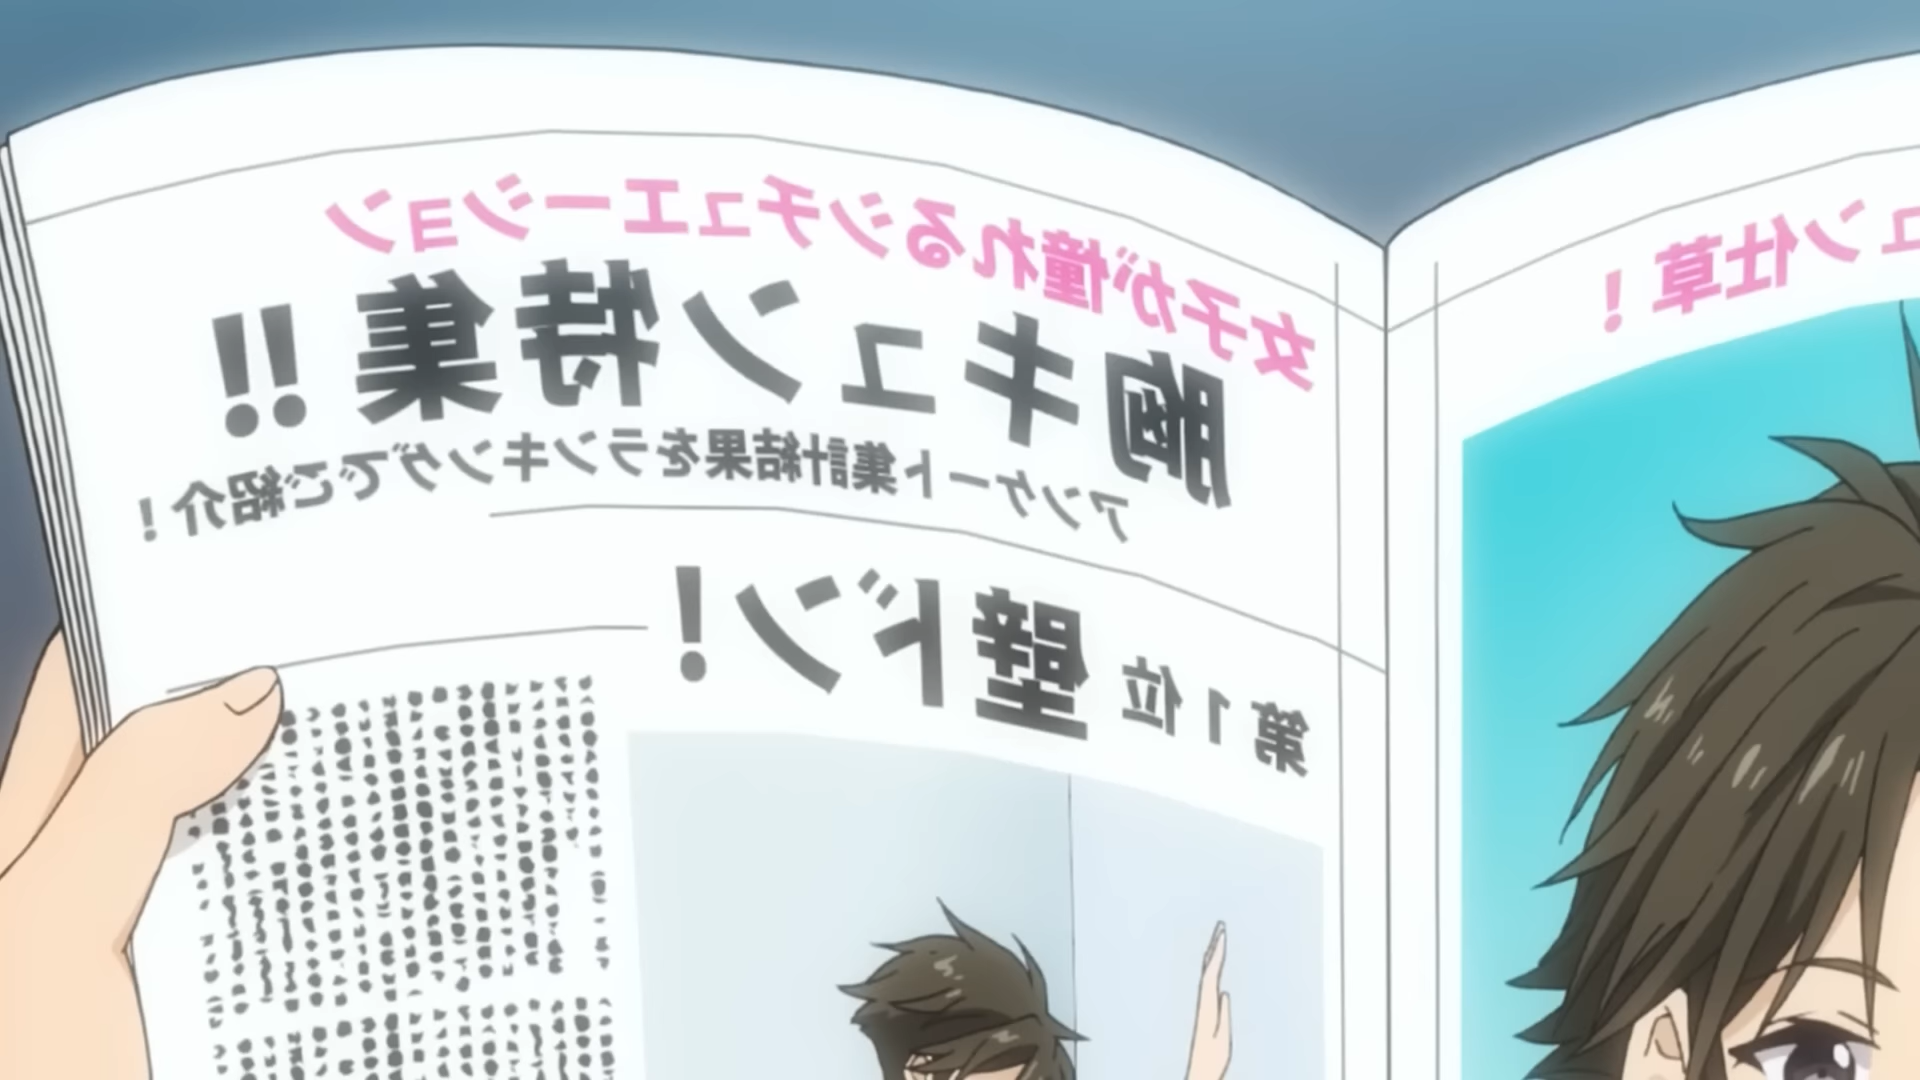 女子が憧れるシチュエーション
胸キュン特集!!
アンケート集計結果をランキングでご紹介！
第1位 壁ドン!
ュン仕草！